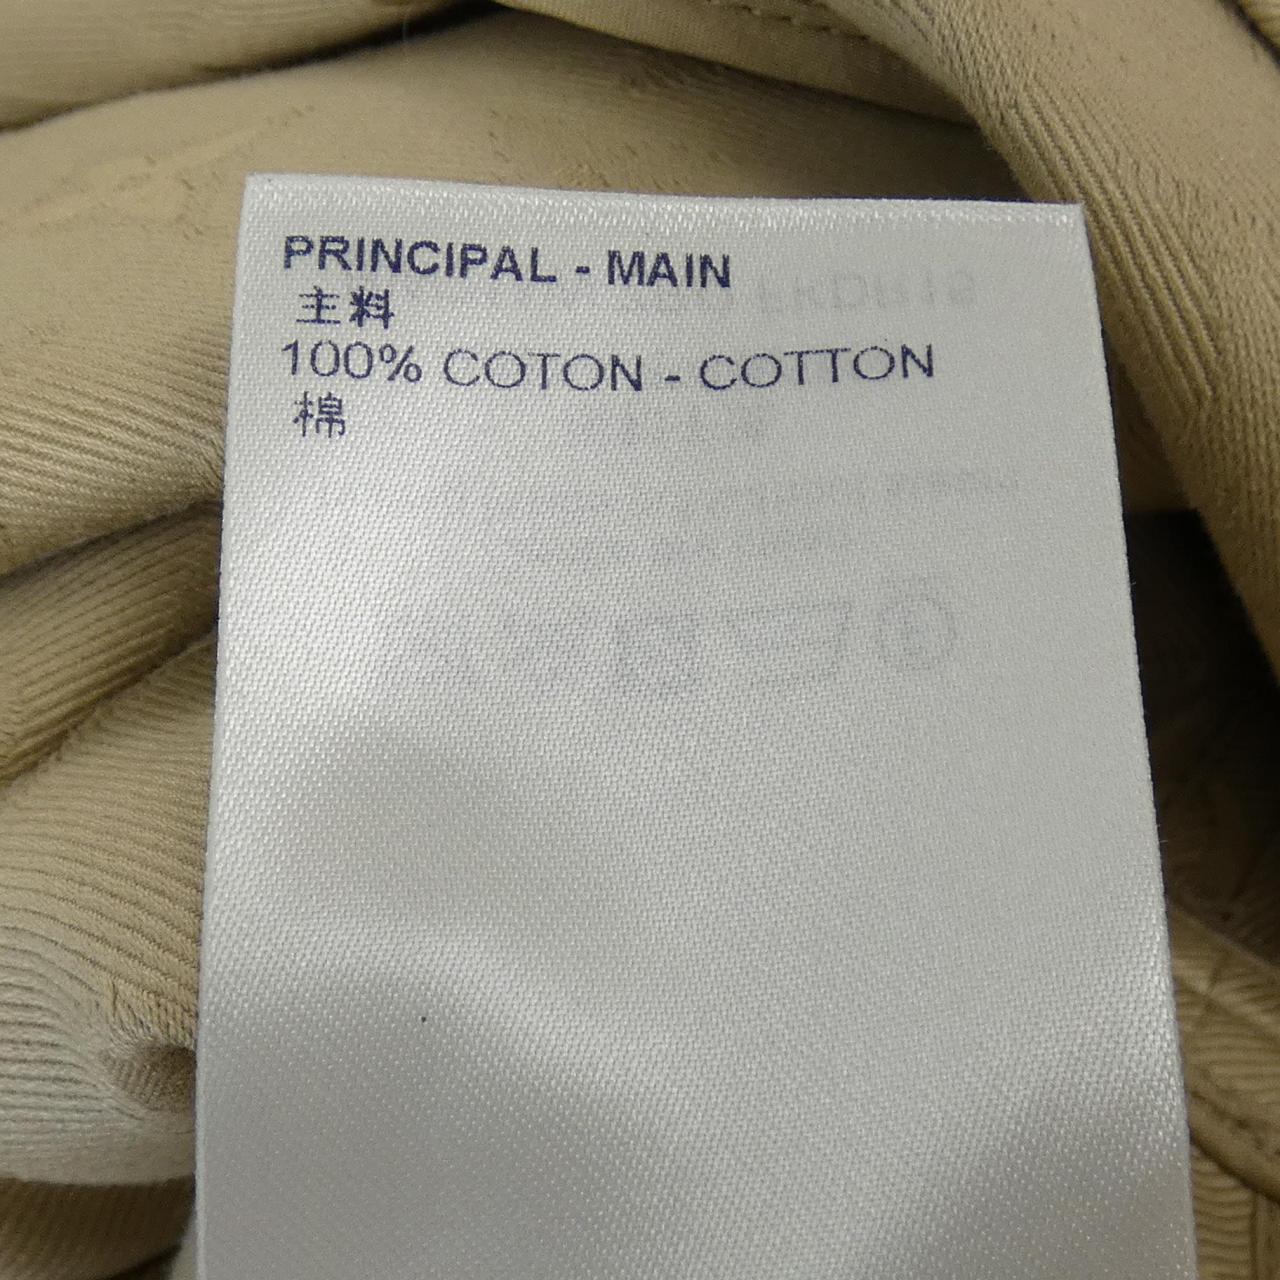 PRINCIPAL - MAIN
主料
100% COTON - COTTON
棉